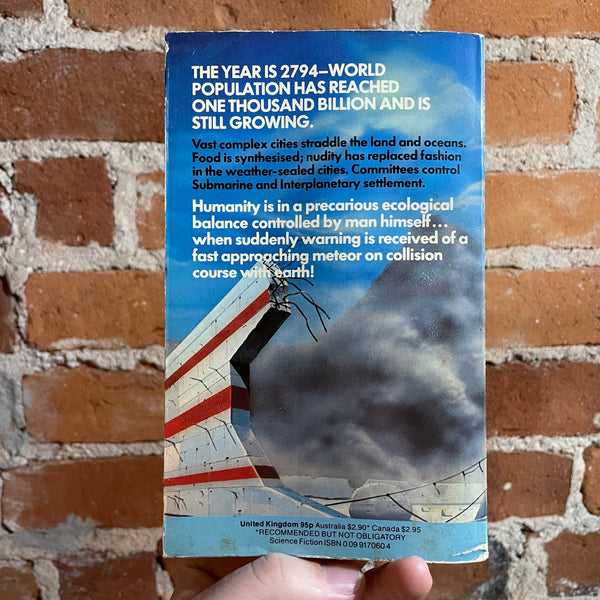 THE YEAR IS 2794–WORLD
POPULATION HAS REACHED
ONE THOUSAND BILLION AND IS
STILL GROWING.
Vast complex cities straddle the land and oceans.
Food is synthesised; nudity has replaced fashion
in the weather-sealed cities. Committees control
Submarine and Interplanetary settlement.
Humanity is in a precarious ecological
balance controlled by man himself...
when suddenly warning is received of a
fast approaching meteor on collision
course with earth!
United Kingdom 95p Australia $2.90* Canada $2.95
*RECOMMENDED BUT NOT OBLIGATORY
Science Fiction ISBN 0 09 917060 4